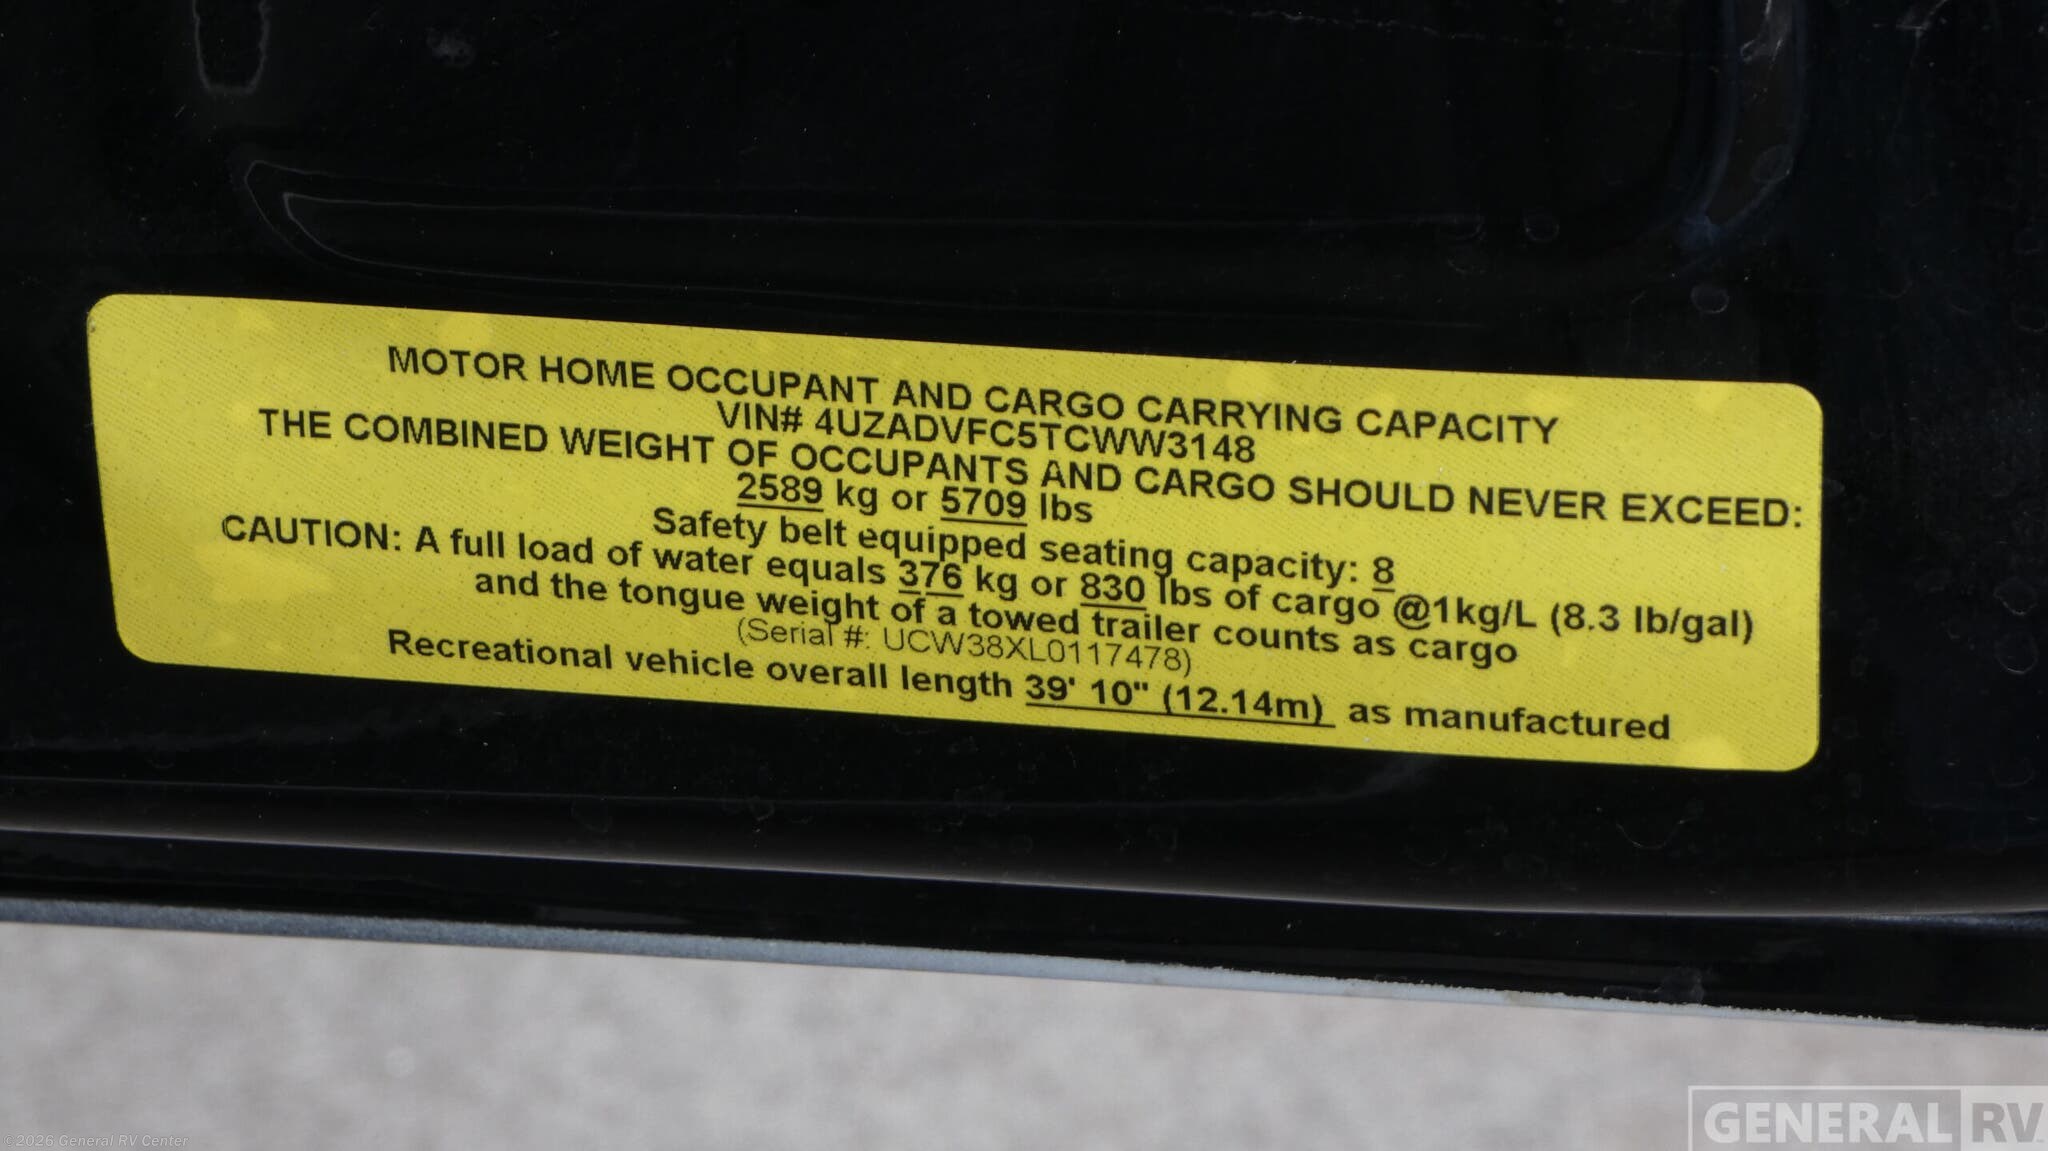 MOTOR HOME OCCUPANT AND CARGO CARRYING CAPACITY
VIN# 4UZADVFC5TCWW3148
THE COMBINED WEIGHT OF OCCUPANTS AND CARGO SHOULD NEVER EXCEED:
2589 kg or 5709 lbs
Safety belt equipped seating capacity: 8
CAUTION: A full load of water equals 376 kg or 830 lbs of cargo @1kg/L (8.3 lb/gal)
and the tongue weight of a towed trailer counts as cargo
(Serial #: UCW38XL0117478)
Recreational vehicle overall length 39' 10" (12.14m) as manufactured
©2026 General RV Center
GENERAL RV